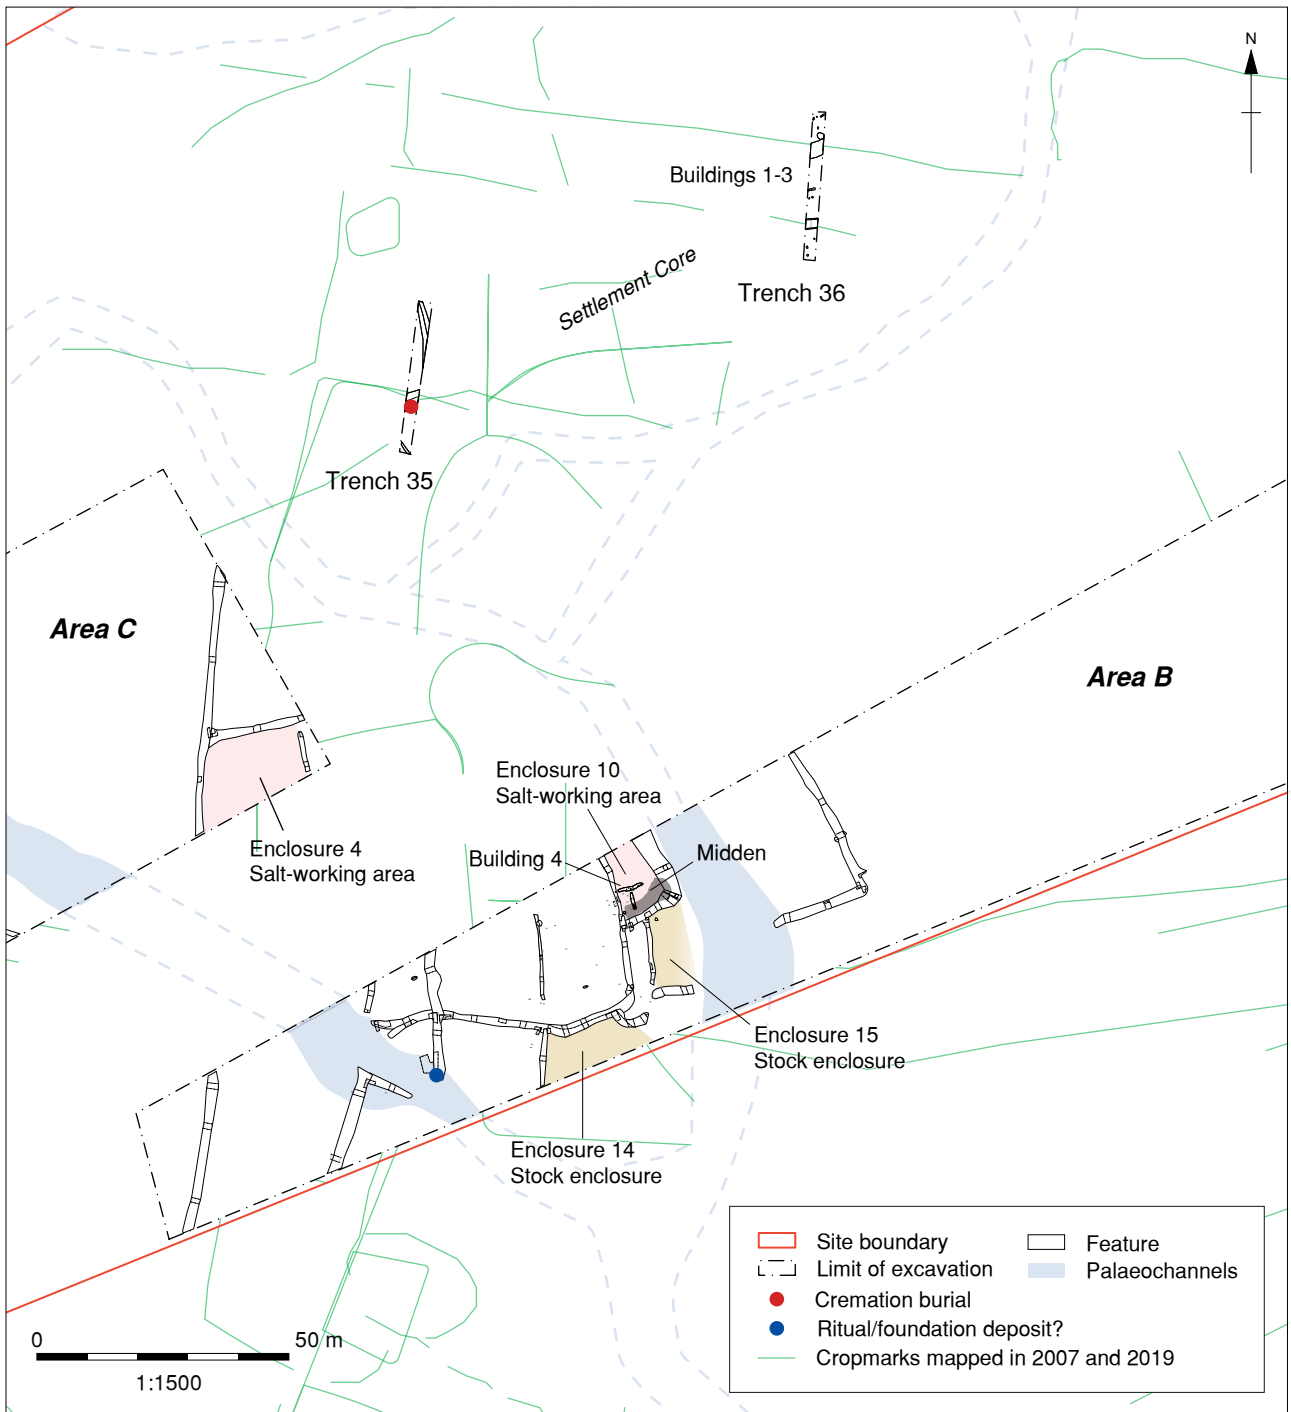 N
Buildings 1-3
Settlement Core
Trench 36
Trench 35
Area C
Area B
Enclosure 10
Salt-working area
Enclosure 4
Salt-working area
Building 4
Midden
Enclosure 15
Stock enclosure
Enclosure 14
Stock enclosure
Site boundary
Limit of excavation
Cremation burial
Ritual/foundation deposit?
Cropmarks mapped in 2007 and 2019
Feature
Palaeochannels
0 50 m
1:1500